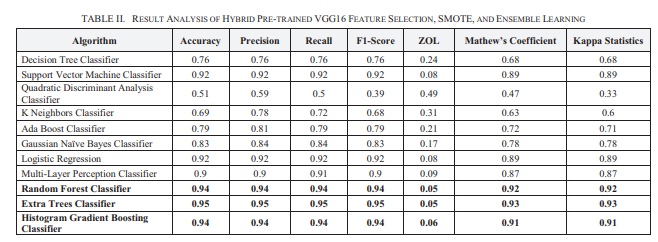 TABLE II. RESULT ANALYSIS OF HYBRID PRE-TRAINED VGG16 FEATURE SELECTION, SMOTE, AND ENSEMBLE LEARNING
Algorithm Accuracy Precision Recall F1-Score ZOL Mathew's Coefficient Kappa Statistics
Decision Tree Classifier 0.76 0.76 0.76 0.76 0.24 0.68 0.68
Support Vector Machine Classifier 0.92 0.92 0.92 0.92 0.08 0.89 0.89
Quadratic Discriminant Analysis
Classifier 0.51 0.59 0.5 0.39 0.49 0.47 0.33
K Neighbors Classifier 0.69 0.78 0.72 0.68 0.31 0.63 0.6
Ada Boost Classifier 0.79 0.81 0.79 0.79 0.21 0.72 0.71
Gaussian Naïve Bayes Classifier 0.83 0.84 0.84 0.83 0.17 0.78 0.78
Logistic Regression 0.92 0.92 0.92 0.92 0.08 0.89 0.89
Multi-Layer Perception Classifier 0.9 0.9 0.91 0.9 0.09 0.87 0.87
Random Forest Classifier 0.94 0.94 0.94 0.94 0.05 0.92 0.92
Extra Trees Classifier 0.95 0.95 0.95 0.95 0.05 0.93 0.93
Histogram Gradient Boosting
Classifier 0.94 0.94 0.94 0.94 0.06 0.91 0.91